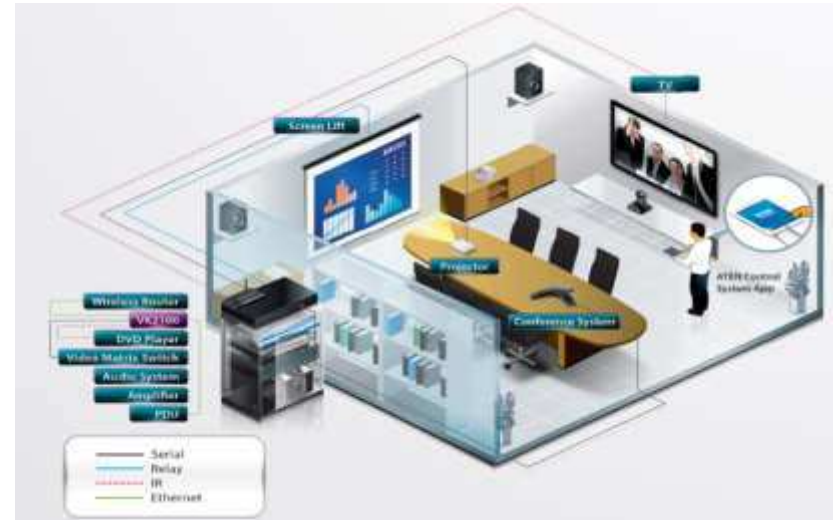 TV
Screen Lift
Projector
ATEN Control
System App
Wireless Router
VK2100
DVD Player
Conference System
Video Matrix Switch
Audio System
Amplifier
PDU
Serial
Relay
IR
Ethernet